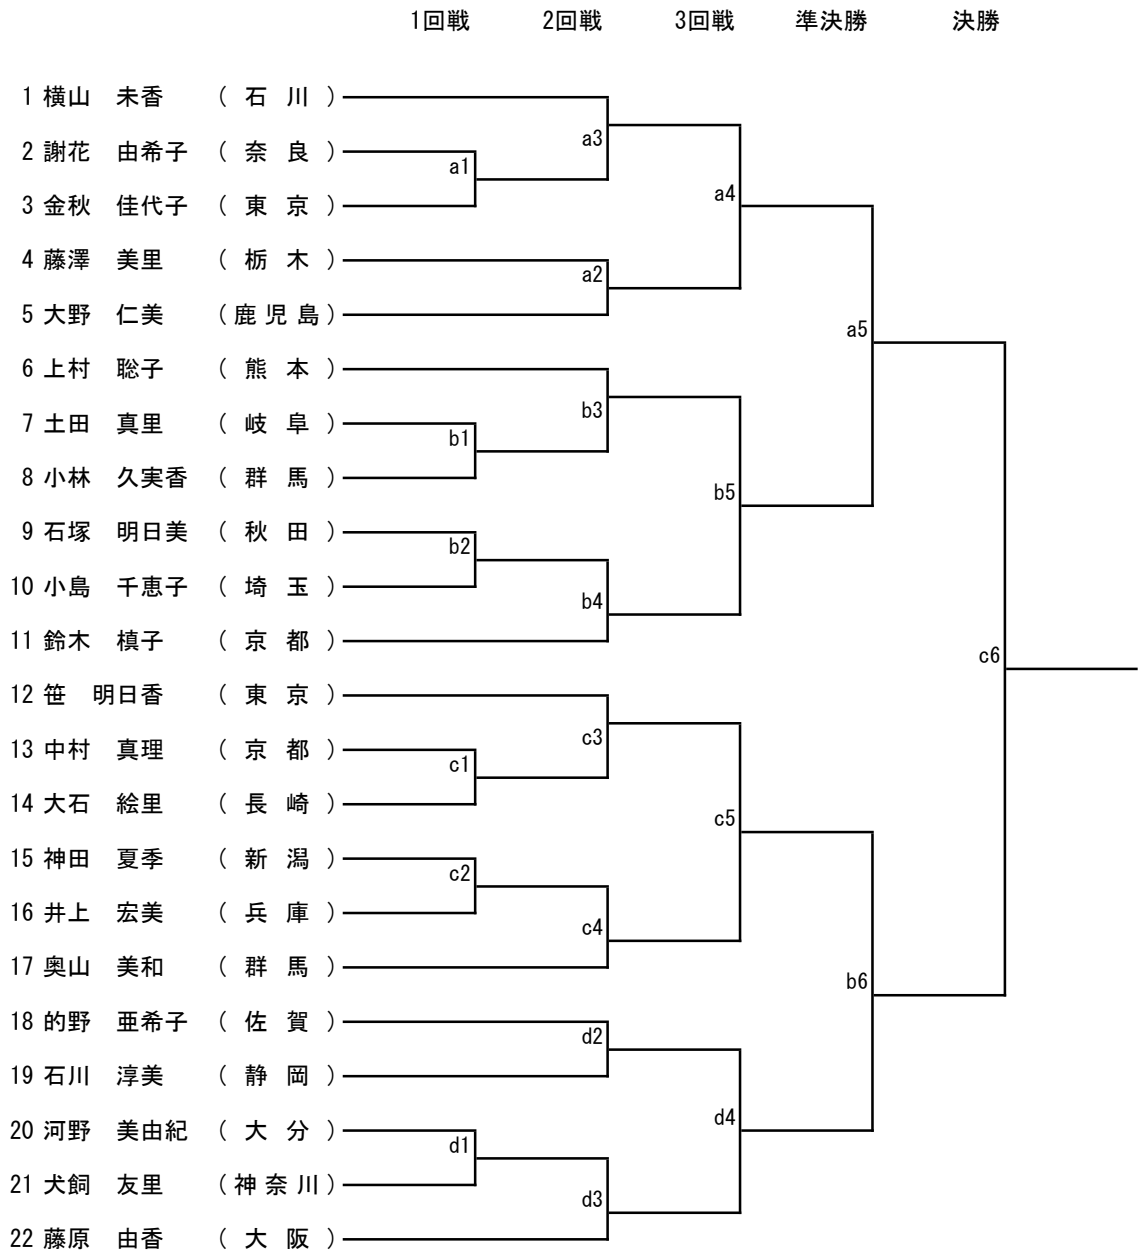 1回戦 2回戦 3回戦 準決勝 決勝
1 横山 未香 ( 石 川 )
a3
2 謝花 由希子 ( 奈 良 )
a1
a4
3 金秋 佳代子 ( 東 京 )
4 藤澤 美里 ( 栃 木 )
a2
5 大野 仁美 ( 鹿 児 島 )
a5
6 上村 聡子 ( 熊 本 )
b3
7 土田 真里 ( 岐 阜 )
b1
8 小林 久実香 ( 群 馬 )
b5
9 石塚 明日美 ( 秋 田 )
b2
10 小島 千恵子 ( 埼 玉 )
b4
11 鈴木 槙子 ( 京 都 )
c6
12 笹 明日香 ( 東 京 )
c3
13 中村 真理 ( 京 都 )
c1
14 大石 絵里 ( 長 崎 )
c5
15 神田 夏季 ( 新 潟 )
c2
16 井上 宏美 ( 兵 庫 )
c4
17 奥山 美和 ( 群 馬 )
b6
18 的野 亜希子 ( 佐 賀 )
d2
19 石川 淳美 ( 静 岡 )
d4
20 河野 美由紀 ( 大 分 )
d1
21 犬飼 友里 ( 神 奈 川 )
d3
22 藤原 由香 ( 大 阪 )